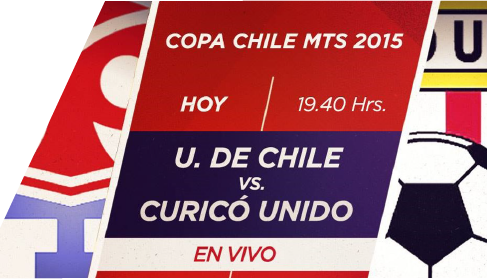 COPA CHILE MTS 2015
HOY 19.40 Hrs.
U. DE CHILE
vs.
CURICÓ UNIDO
EN VIVO